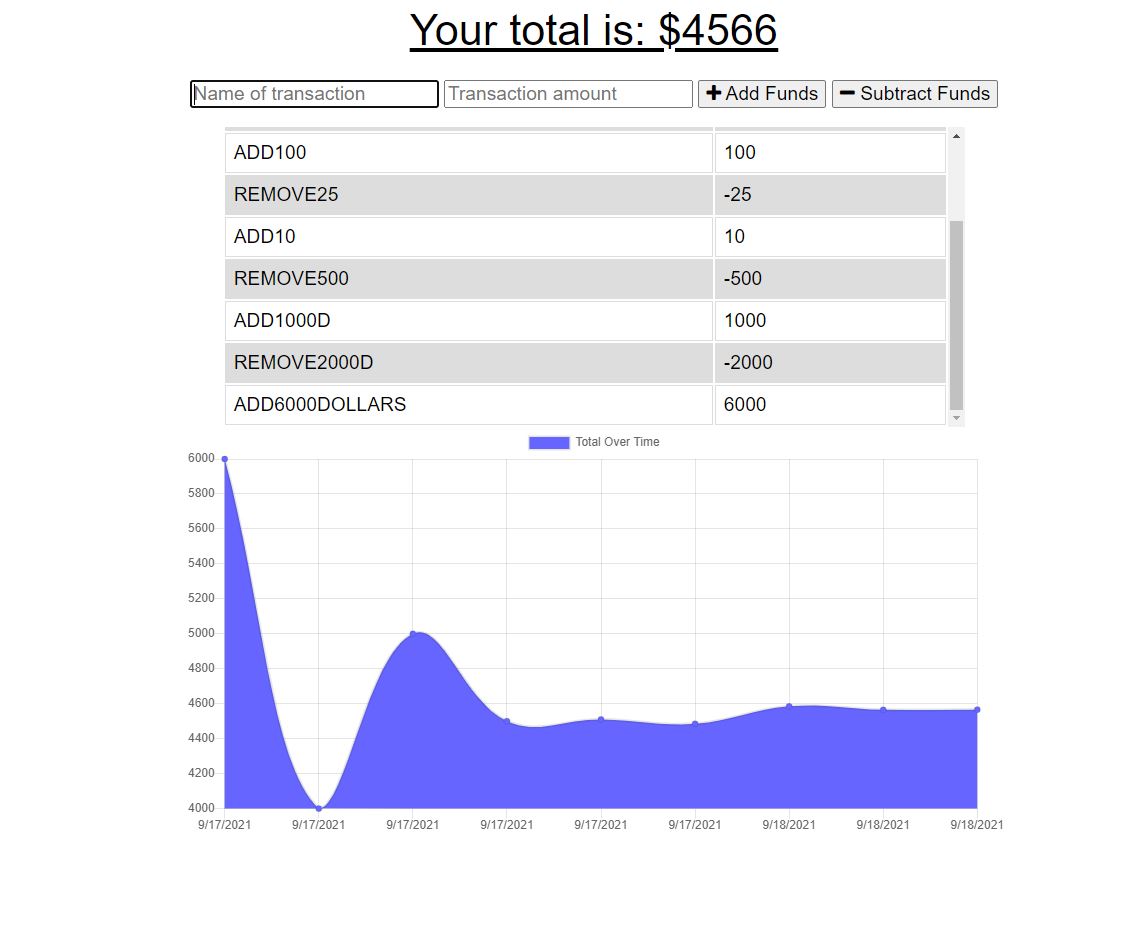 Your total is: $4566
Name of transaction Transaction amount Add Funds Subtract Funds
ADD100 100
REMOVE25 -25
ADD10 10
REMOVE500 -500
ADD1000D 1000
REMOVE2000D -2000
ADD6000DOLLARS 6000
Total Over Time
6000
5800
5600
5400
5200
5000
4800
4600
4400
4200
4000
9/17/2021 9/17/2021 9/17/2021 9/17/2021 9/17/2021 9/17/2021 9/18/2021 9/18/2021 9/18/2021